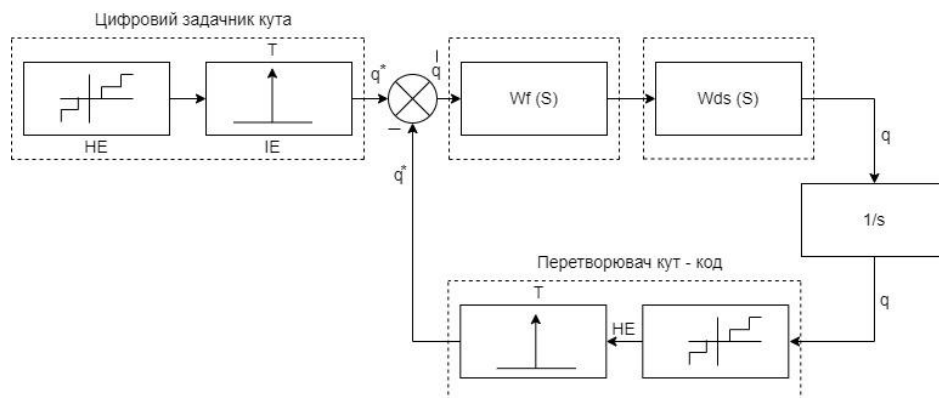 Цифровий задачник кута
T
HE
IE
q*
I
q
–
Wf (S)
Wds (S)
q
1/s
q
q*
Перетворювач кут - код
T
HE